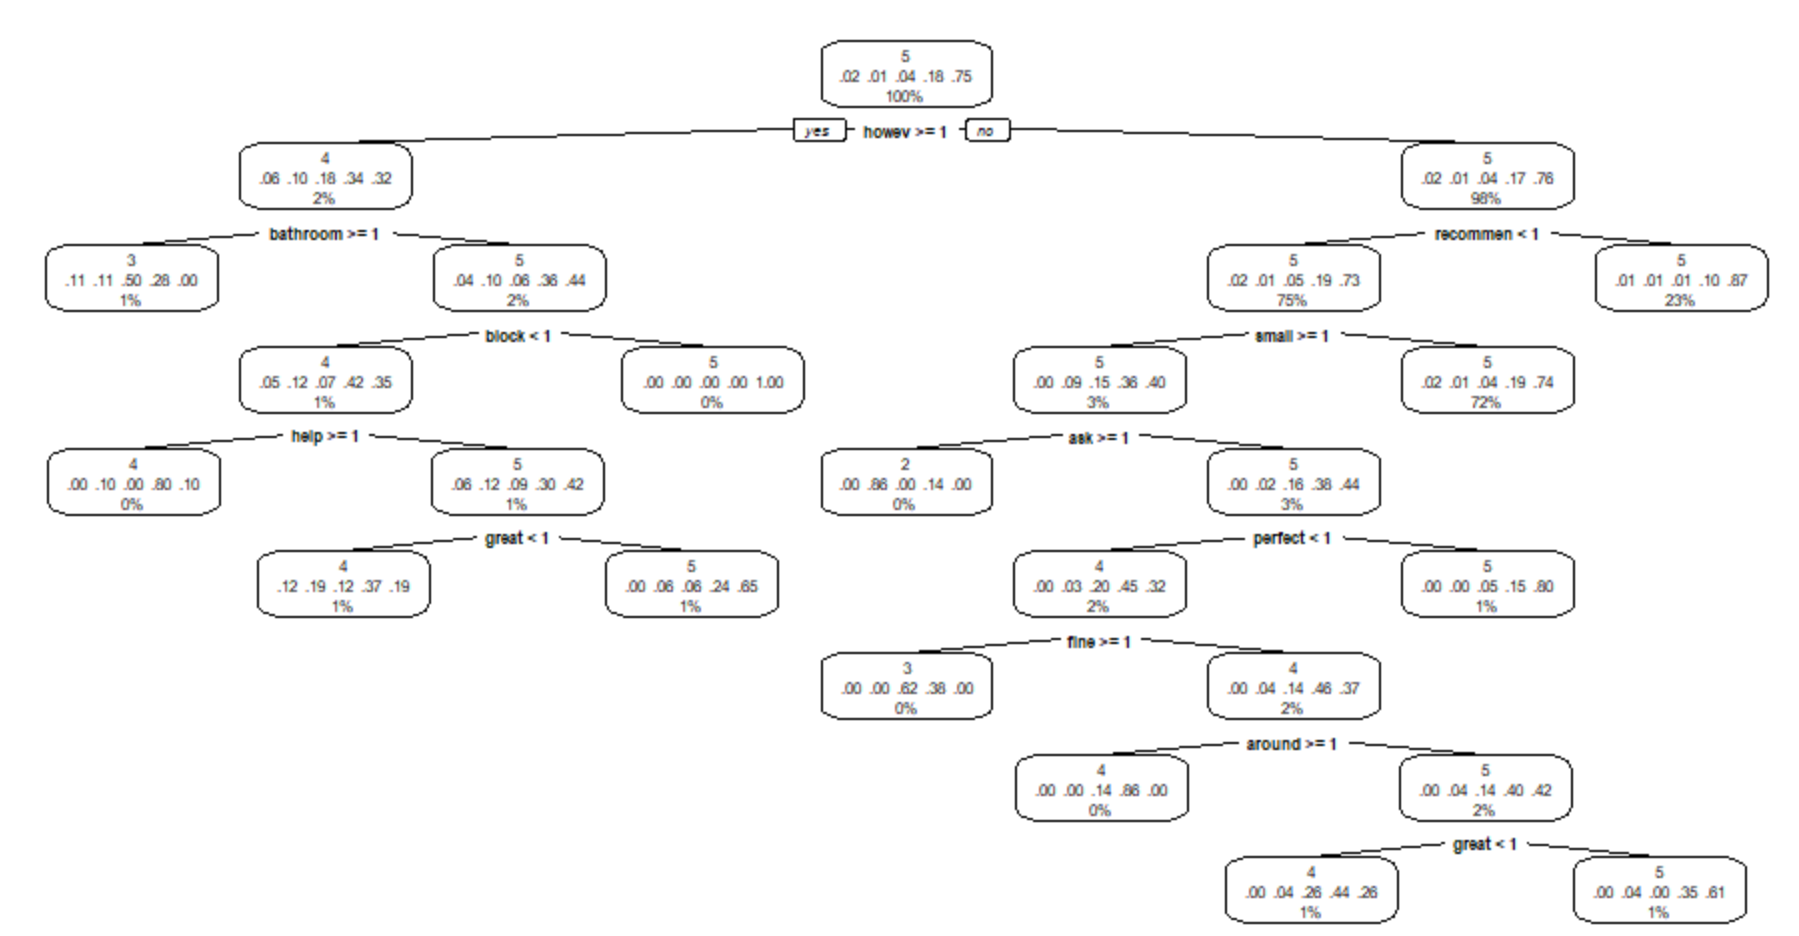 5
.02 .01 .04 .18 .75
100%
yes howev >= 1 no
4
.06 .10 .18 .34 .32
2%
5
.02 .01 .04 .17 .76
98%
bathroom >= 1
recommen < 1
3
.11 .11 .50 .28 .00
1%
5
.04 .10 .06 .36 .44
2%
5
.02 .01 .05 .19 .73
75%
5
.01 .01 .01 .10 .87
23%
block < 1
small >= 1
4
.05 .12 .07 .42 .35
1%
5
.00 .00 .00 .00 1.00
0%
5
.00 .09 .15 .36 .40
3%
5
.02 .01 .04 .19 .74
72%
help >= 1
ask >= 1
4
.00 .10 .00 .80 .10
0%
5
.06 .12 .09 .30 .42
1%
2
.00 .86 .00 .14 .00
0%
5
.00 .02 .16 .38 .44
3%
great < 1
perfect < 1
4
.12 .19 .12 .37 .19
1%
5
.00 .06 .06 .24 .65
1%
4
.00 .03 .20 .45 .32
2%
5
.00 .00 .05 .15 .80
1%
fine >= 1
3
.00 .00 .62 .38 .00
0%
4
.00 .04 .14 .46 .37
2%
around >= 1
4
.00 .00 .14 .86 .00
0%
5
.00 .04 .14 .40 .42
2%
great < 1
4
.00 .04 .26 .44 .26
1%
5
.00 .04 .00 .35 .61
1%